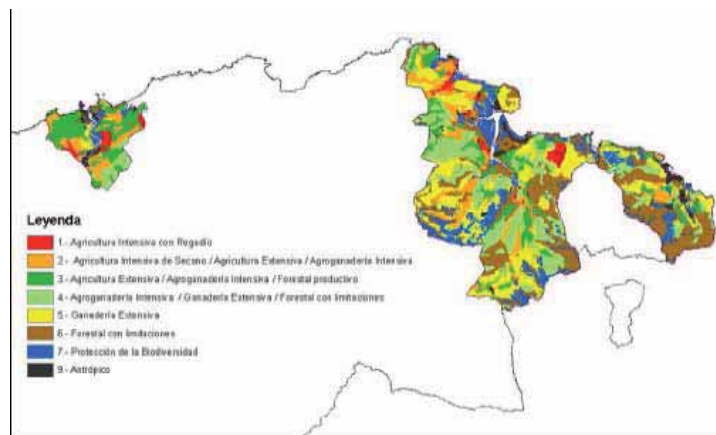 Leyenda
1.- Agricultura Intensiva con Regadío
2.- Agricultura Intensiva de Secano / Agricultura Extensiva / Agroganadería Intensiva
3.- Agricultura Extensiva / Agroganadería Intensiva / Forestal productivo
4.- Agroganadería Intensiva / Ganadería Extensiva / Forestal con limitaciones
5.- Ganadería Extensiva
6.- Forestal con limitaciones
7.- Protección de la Biodiversidad
9.- Antrópico